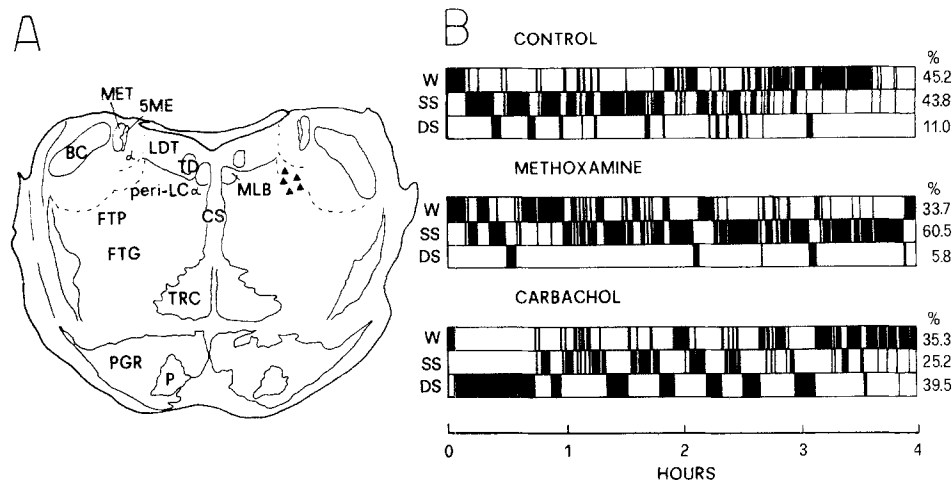 A
MET
5ME
BC
α
LDT
TD
peri-LCα
MLB
CS
FTP
FTG
TRC
PGR
P
B
CONTROL
%
W 45.2
SS 43.8
DS 11.0
METHOXAMINE
%
W 33.7
SS 60.5
DS 5.8
CARBACHOL
%
W 35.3
SS 25.2
DS 39.5
0 1 2 3 4
HOURS